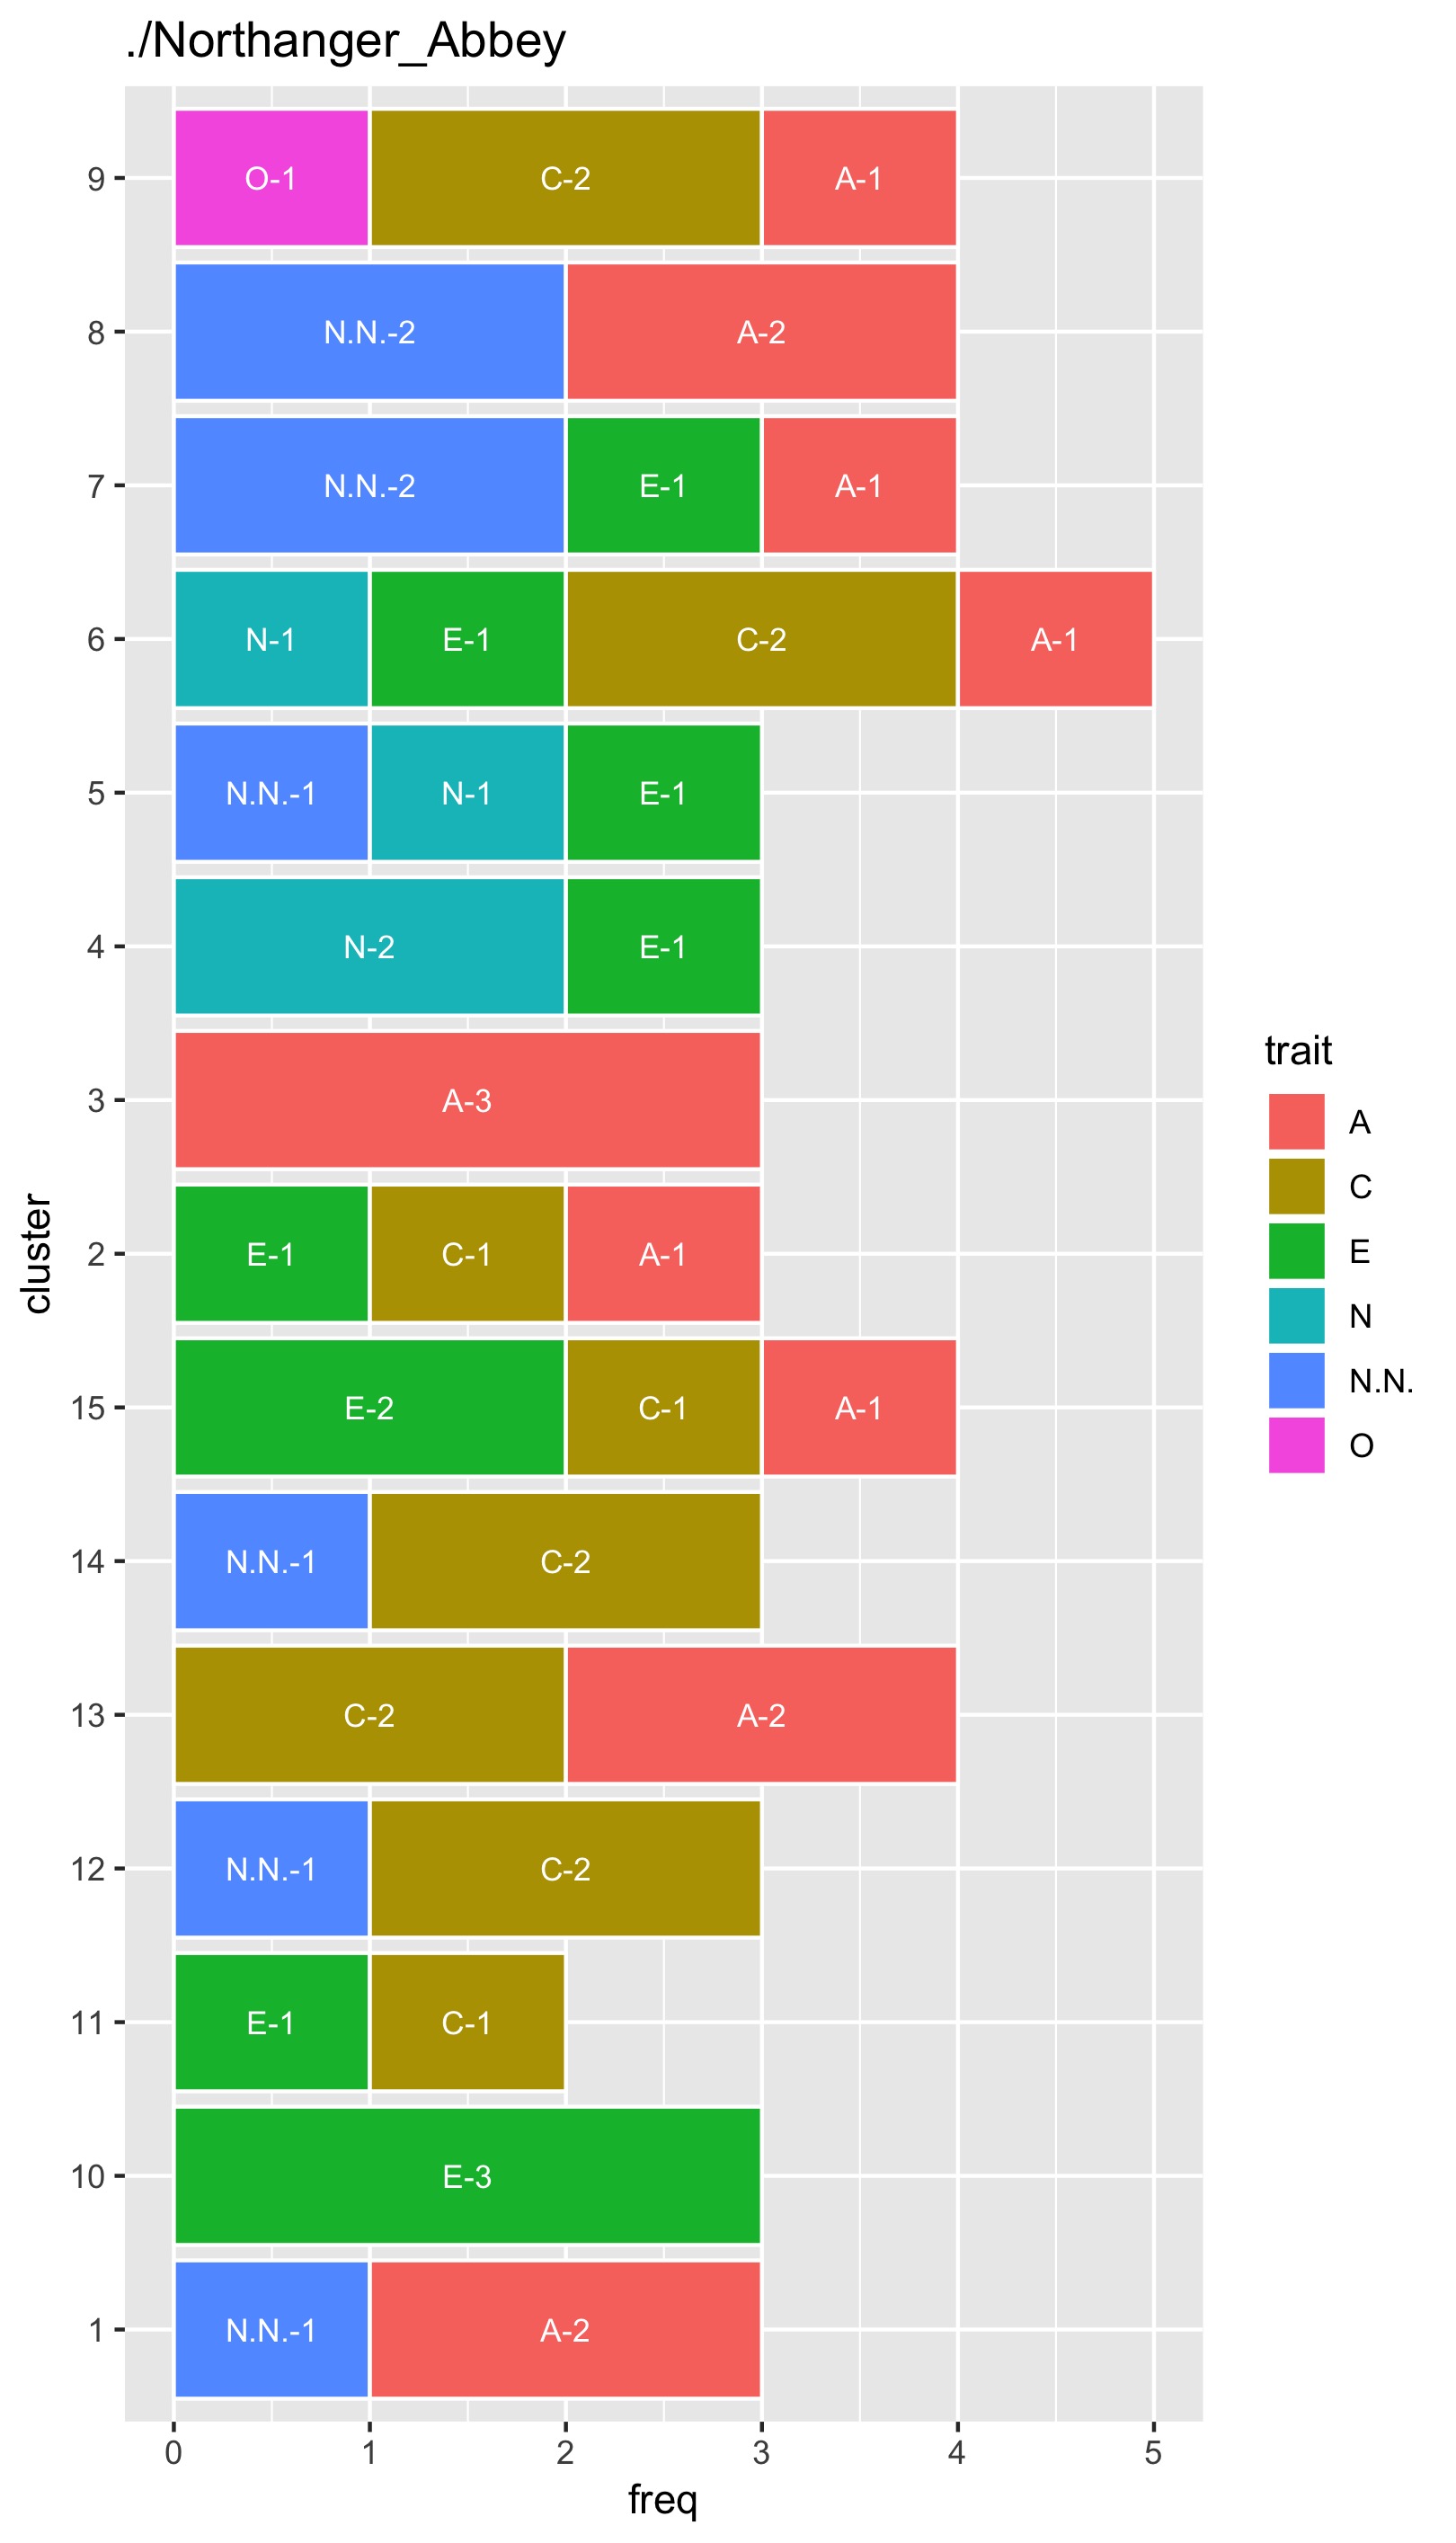 ./Northanger_Abbey
9
O-1 C-2 A-1
8
N.N.-2 A-2
7
N.N.-2 E-1 A-1
6
N-1 E-1 C-2 A-1
5
N.N.-1 N-1 E-1
4
N-2 E-1
3
A-3
2
E-1 C-1 A-1
15
E-2 C-1 A-1
14
N.N.-1 C-2
13
C-2 A-2
12
N.N.-1 C-2
11
E-1 C-1
10
E-3
1
N.N.-1 A-2
0 1 2 3 4 5
freq
cluster
trait
A
C
E
N
N.N.
O